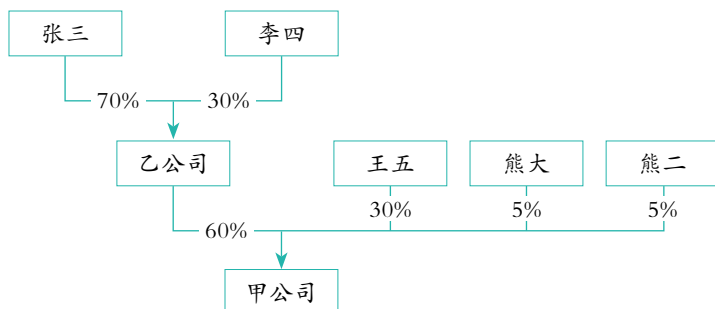 张三 李四
70% 30%
乙公司 王五 熊大 熊二
30% 5% 5%
60%
甲公司